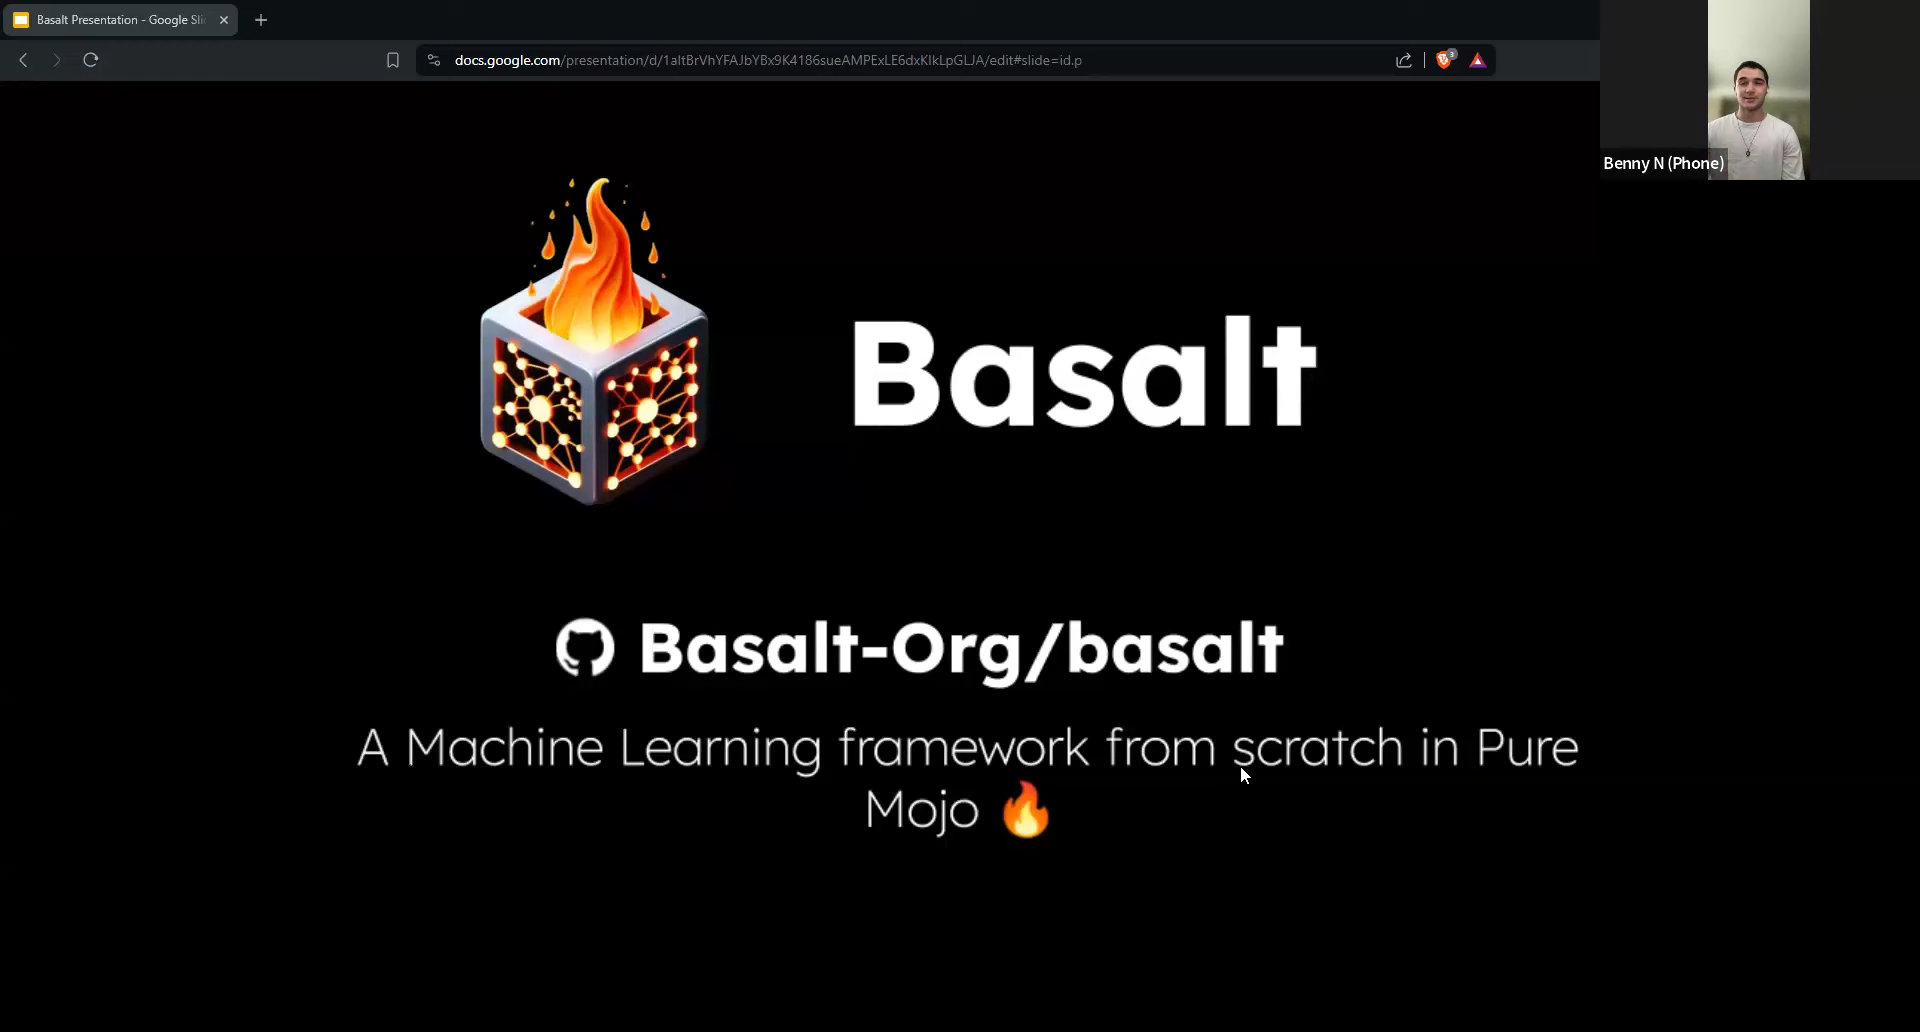 Basalt Presentation - Google Sli
docs.google.com/presentation/d/1altBrVhYFAJbYBx9K4186sueAMPExLE6dxKlkLpGLJA/edit#slide=id.p
3
Benny N (Phone)
Basalt
Basalt-Org/basalt
A Machine Learning framework from scratch in Pure
Mojo 🔥